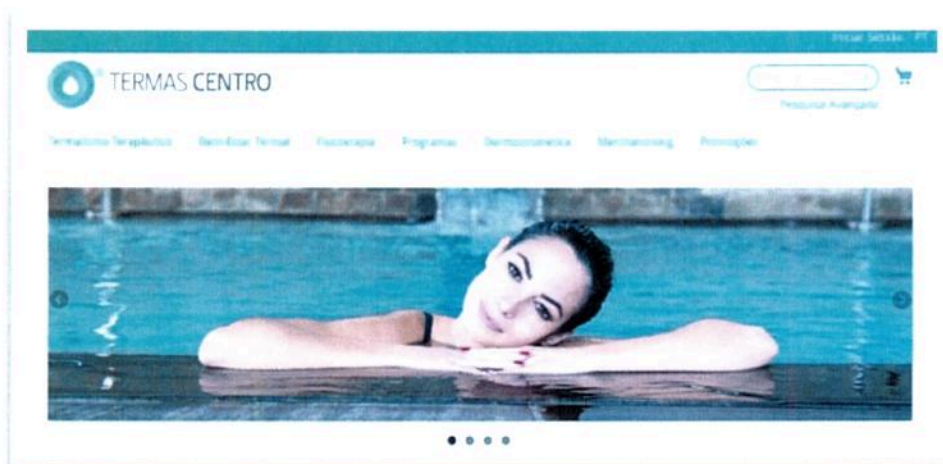 Iniciar Sessão PT
TERMAS CENTRO
Pesquisa Avançada
Termalismo Terapêutico Bem-Estar Termal Fisioterapia Programas Dermocosmética Merchandising Promoções